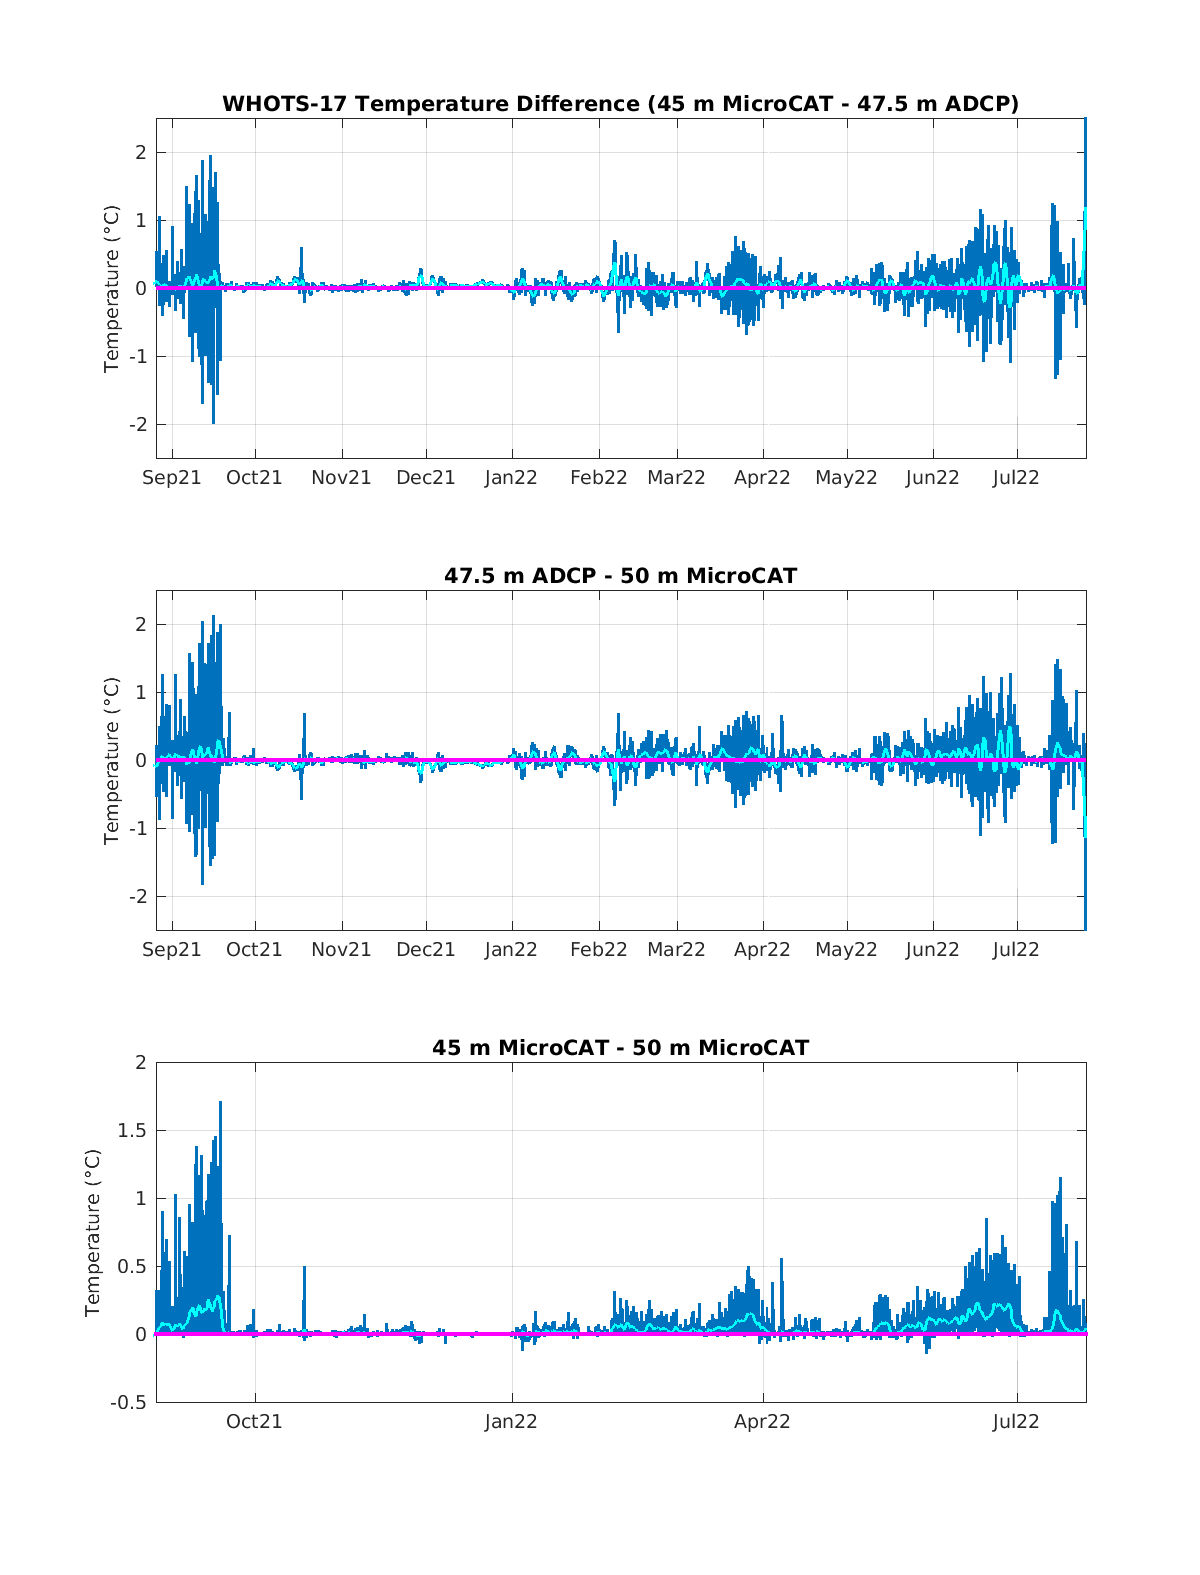 WHOTS-17 Temperature Difference (45 m MicroCAT - 47.5 m ADCP)
Temperature (°C)
2
1
0
-1
-2
Sep21 Oct21 Nov21 Dec21 Jan22 Feb22 Mar22 Apr22 May22 Jun22 Jul22
47.5 m ADCP - 50 m MicroCAT
Temperature (°C)
2
1
0
-1
-2
Sep21 Oct21 Nov21 Dec21 Jan22 Feb22 Mar22 Apr22 May22 Jun22 Jul22
45 m MicroCAT - 50 m MicroCAT
Temperature (°C)
2
1.5
1
0.5
0
-0.5
Oct21 Jan22 Apr22 Jul22